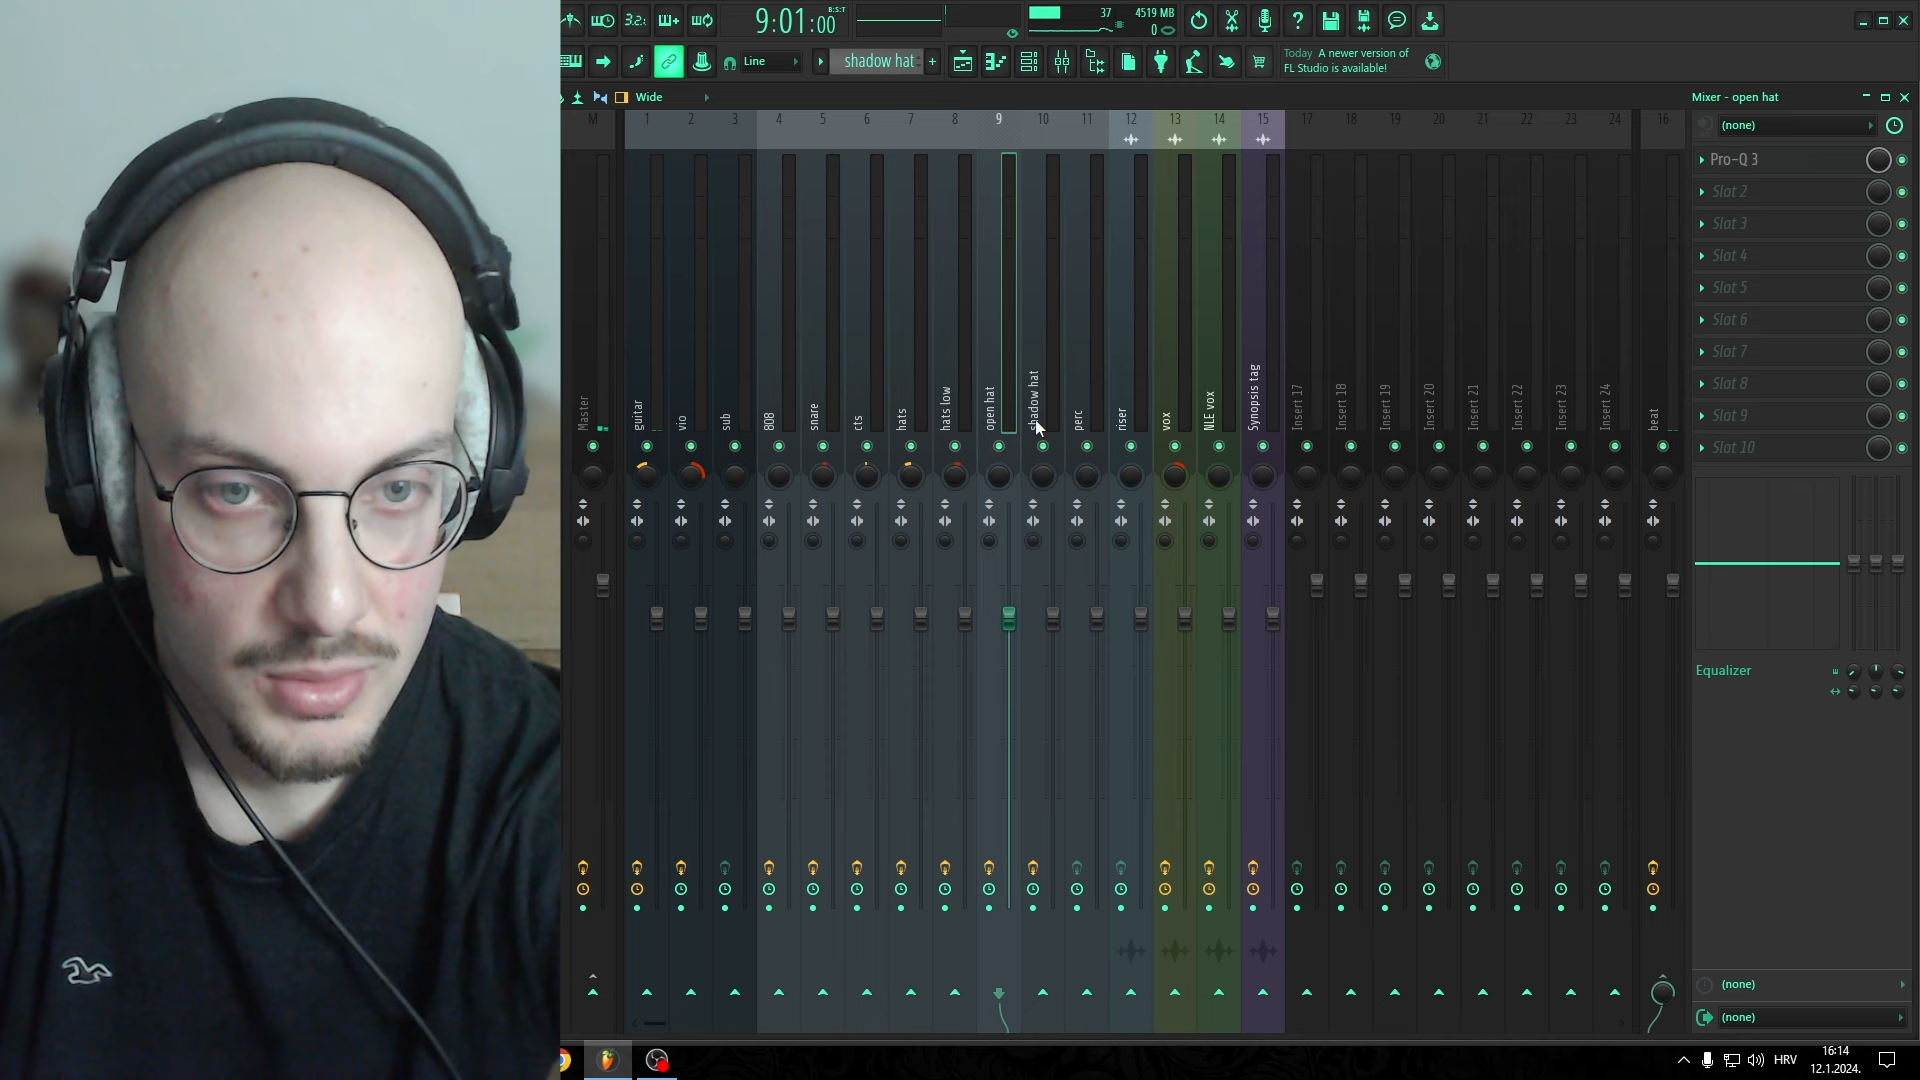 3.2.
9:01:00
B:S:T
37
4519 MB
0
Line
shadow hat
+
Today A newer version of
FL Studio is available!
Wide
Mixer - open hat
M 1 2 3 4 5 6 7 8 9 10 11 12 13 14 15 17 18 19 20 21 22 23 24 16
(none)
Pro-Q 3
Slot 2
Slot 3
Slot 4
Slot 5
Slot 6
Slot 7
Slot 8
Slot 9
Slot 10
Master
guitar
vio
sub
808
snare
cts
hats
hats low
open hat
shadow hat
perc
riser
vox
NLE vox
Synopsis tag
Insert 17
Insert 18
Insert 19
Insert 20
Insert 21
Insert 22
Insert 23
Insert 24
beat
Equalizer
(none)
(none)
HRV
16:14
12.1.2024.